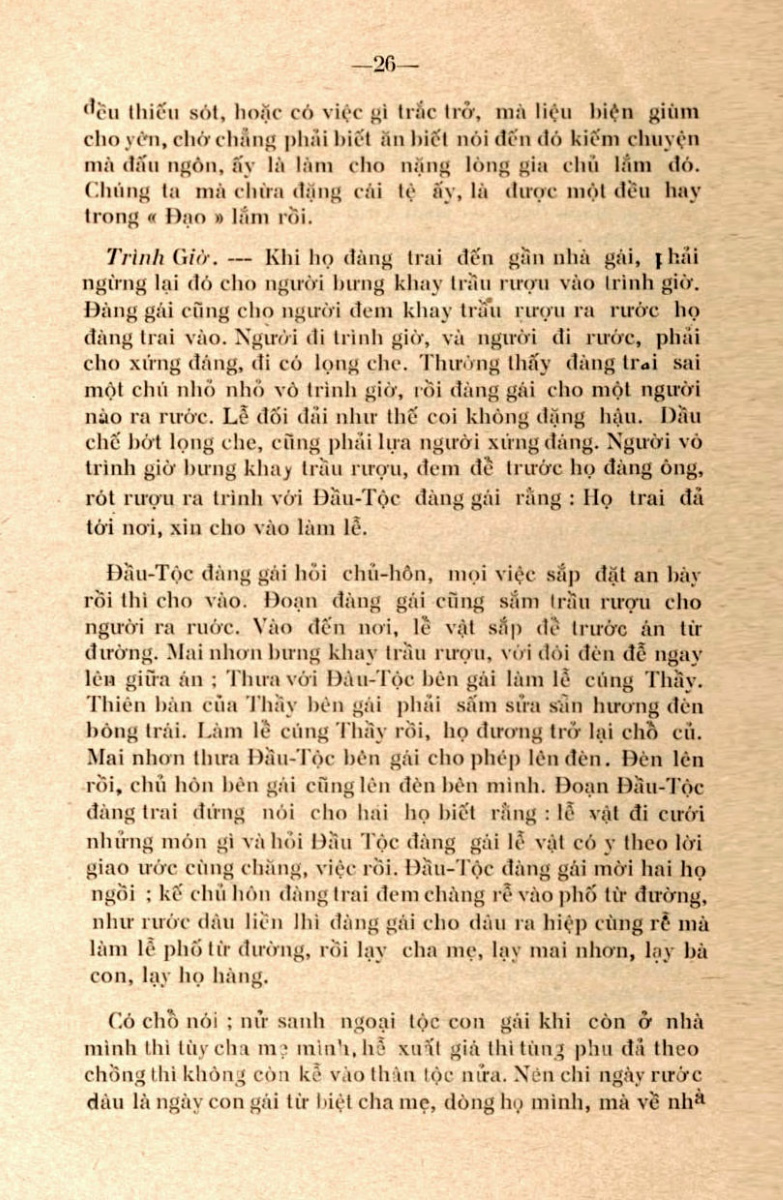 —26—
đều thiếu sót, hoặc có việc gì trắc trở, mà liệu biện giùm
cho yên, chớ chẳng phải biết ăn biết nói đến đó kiếm chuyện
mà đấu ngôn, ấy là làm cho nặng lòng gia chủ lắm đó.
Chúng ta mà chừa đặng cái tệ ấy, là được một đều hay
trong « Đạo » lắm rồi.
Trình Giờ. — Khi họ đàng trai đến gần nhà gái, phải
ngừng lại đó cho người bưng khay trầu rượu vào trình giờ.
Đàng gái cũng cho người đem khay trầu rượu ra rước họ
đàng trai vào. Người đi trình giờ, và người đi rước, phải
cho xứng đáng, đi có lọng che. Thường thấy đàng trai sai
một chú nhỏ nhỏ vô trình giờ, rồi đàng gái cho một người
nào ra rước. Lễ đối đải như thế coi không đặng hậu. Dầu
chế bớt lọng che, cũng phải lựa người xứng đáng. Người vô
trình giờ bưng khay trầu rượu, đem để trước họ đàng ông,
rót rượu ra trình với Đầu-Tộc đàng gái rằng : Họ trai đả
tới nơi, xin cho vào làm lễ.
Đầu-Tộc đàng gái hỏi chủ-hôn, mọi việc sắp đặt an bày
rồi thì cho vào. Đoạn đàng gái cũng sắm trầu rượu cho
người ra ruớc. Vào đến nơi, lễ vật sắp để trước án từ
đường. Mai nhơn bưng khay trầu rượu, với đôi đèn để ngay
lên giữa án ; Thưa với Đầu-Tộc bên gái làm lễ cúng Thầy.
Thiên bàn của Thầy bên gái phải sấm sửa sẳn hương đèn
bông trái. Làm lễ cúng Thầy rồi, họ đương trở lại chổ củ.
Mai nhơn thưa Đầu-Tộc bên gái cho phép lên đèn. Đèn lên
rồi, chủ hôn bên gái cũng lên đèn bên mình. Đoạn Đầu-Tộc
đàng trai đứng nói cho hai họ biết rằng : lễ vật đi cưới
những món gì và hỏi Đầu Tộc đàng gái lễ vật có y theo lời
giao ước cùng chăng, việc rồi. Đầu-Tộc đàng gái mời hai họ
ngồi ; kế chủ hôn đàng trai đem chàng rễ vào phố từ đường,
như rước dâu liền thì đàng gái cho dâu ra hiệp cùng rễ mà
làm lễ phố từ đường, rồi lạy cha mẹ, lạy mai nhơn, lạy bà
con, lạy họ hàng.
Có chổ nói ; nử sanh ngoại tộc con gái khi còn ở nhà
mình thì tùy cha mẹ mình, hễ xuất giá thì tùng phu đả theo
chồng thì không còn kể vào thân tộc nửa. Nên chi ngày rước
dâu là ngày con gái từ biệt cha mẹ, dòng họ mình, mà về nhà